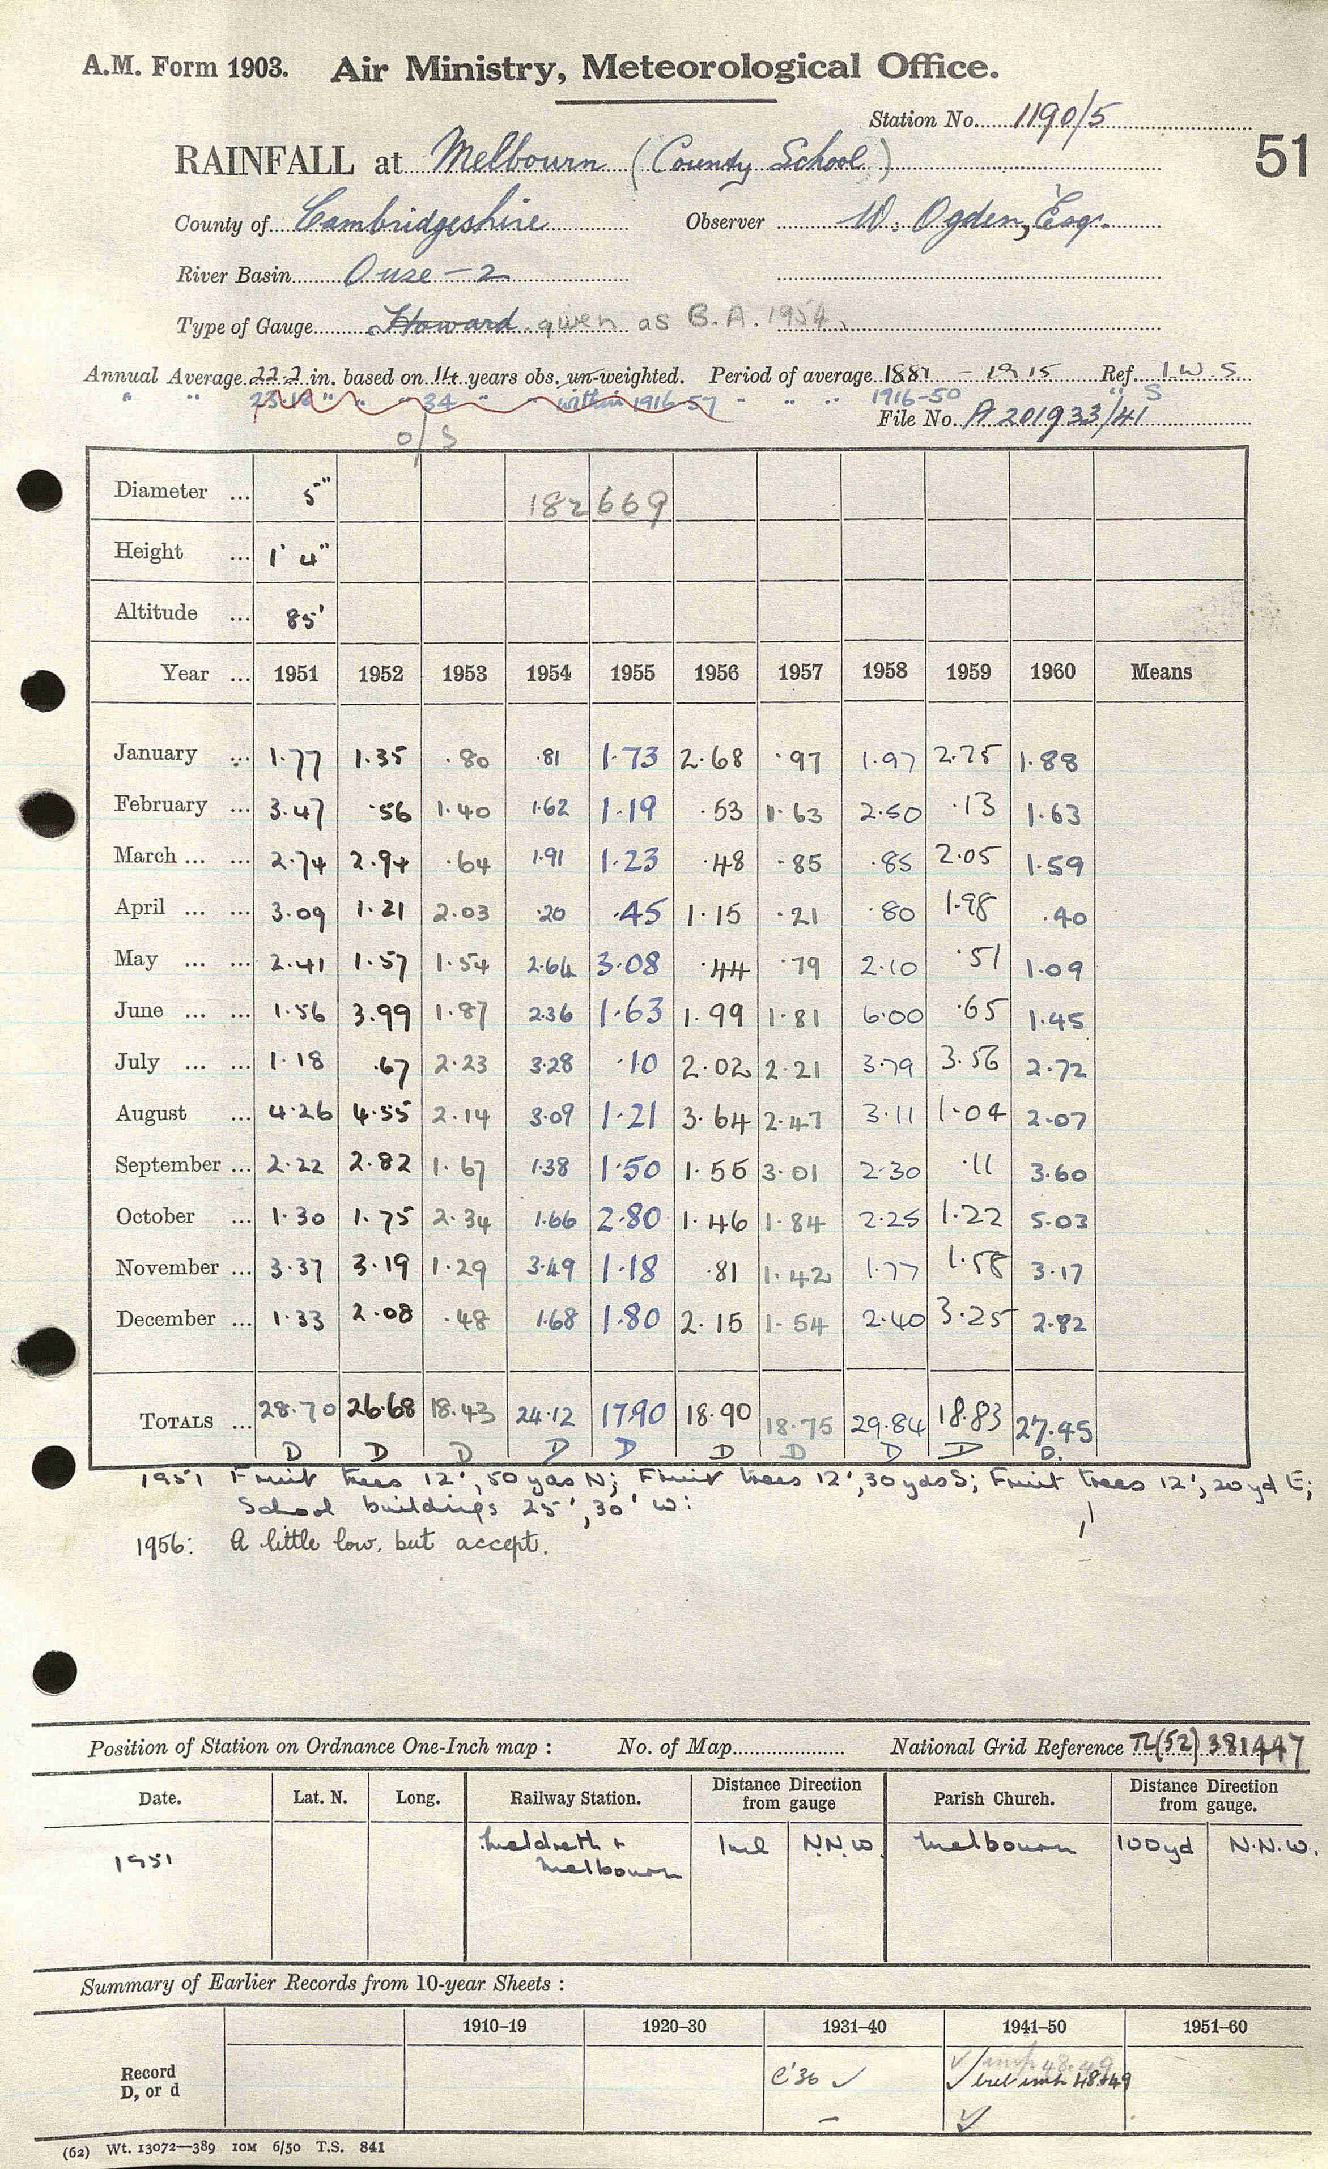 A.M. Form 1903. Air Ministry, Meteorological Office.
Station No. 1190/5
51
RAINFALL at Melbourn (County School)
County of Cambridgeshire Observer W. Ogden, Esq.
River Basin Ouse – 2
Type of Gauge Howard given as B.A. 1954.
Annual Average 22.2 in. based on 14 years obs. un-weighted. Period of average 1881 – 1915 Ref. I.W.S
" " " " 34 " " within 1916-57 " " " 1916-50 " S
File No. A 201933/41
o/s
Diameter ... 5" 182669
Height ... 1' 4"
Altitude ... 85'
Year ... 1951 1952 1953 1954 1955 1956 1957 1958 1959 1960 Means
January ... 1.77 1.35 .80 .81 1.73 2.68 .97 1.97 2.75 1.88
February ... 3.47 .56 1.40 1.62 1.19 .53 1.63 2.50 .13 1.63
March ... ... 2.74 2.94 .64 1.91 1.23 .48 .85 .85 2.05 1.59
April ... ... 3.09 1.21 2.03 .20 .45 1.15 .21 .80 1.98 .40
May ... ... 2.41 1.57 1.54 2.64 3.08 .44 .79 2.10 .51 1.09
June ... ... 1.56 3.99 1.87 2.36 1.63 1.99 1.81 6.00 .65 1.45
July ... ... 1.18 .67 2.23 3.28 .10 2.02 2.21 3.79 3.56 2.72
August ... 4.26 4.55 2.14 3.09 1.21 3.64 2.47 3.11 1.04 2.07
September ... 2.22 2.82 1.67 1.38 1.50 1.55 3.01 2.30 .11 3.60
October ... 1.30 1.75 2.34 1.66 2.80 1.46 1.84 2.25 1.22 5.03
November ... 3.37 3.19 1.29 3.49 1.18 .81 1.42 1.77 1.58 3.17
December ... 1.33 2.08 .48 1.68 1.80 2.15 1.54 2.40 3.25 2.82
TOTALS ... 28.70 26.68 18.43 24.12 17.90 18.90 18.75 29.84 18.83 27.45
D D D D D D D D D D.
1951 Fruit trees 12', 50 yds N; Fruit trees 12', 30 yds S; Fruit trees 12', 20 yd E;
School buildings 25', 30' W:
1956: A little low, but accept.
Position of Station on Ordnance One-Inch map : No. of Map National Grid Reference TL(52) 381447
Date. Lat. N. Long. Railway Station. Distance Direction from gauge Parish Church. Distance Direction from gauge.
1951 Meldreth + Melbourn 1 ml N.N.W. Melbourn 100 yd N.N.W.
Summary of Earlier Records from 10-year Sheets :
1910–19 1920–30 1931–40 1941–50 1951–60
Record D, or d c'36 ✓ ✓ imp 48.49
✓ but imp 48+49
– ✓
(62) Wt. 13072—389 10M 6/50 T.S. 841